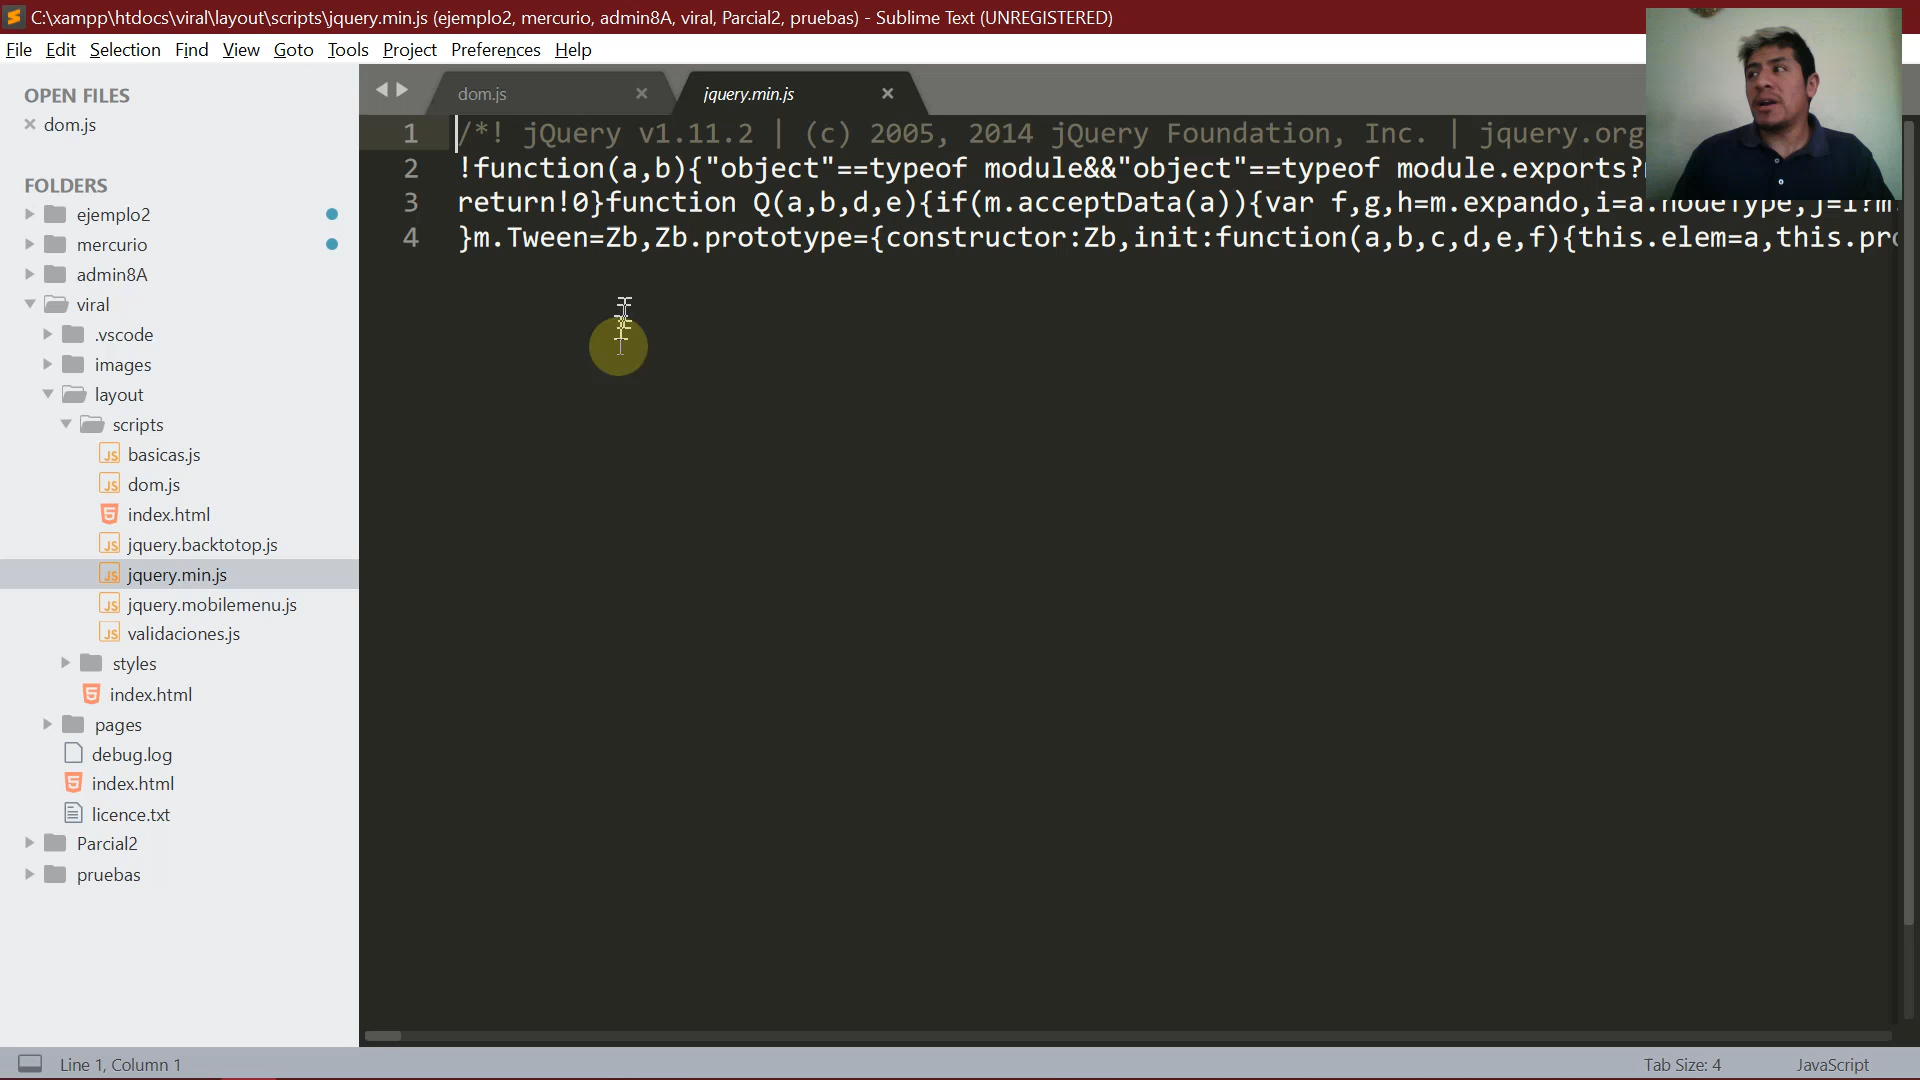 C:\xampp\htdocs\viral\layout\scripts\jquery.min.js (ejemplo2, mercurio, admin8A, viral, Parcial2, pruebas) - Sublime Text (UNREGISTERED)
File Edit Selection Find View Goto Tools Project Preferences Help
OPEN FILES
dom.js
FOLDERS
ejemplo2
mercurio
admin8A
viral
.vscode
images
layout
scripts
basicas.js
dom.js
index.html
jquery.backtotop.js
jquery.min.js
jquery.mobilemenu.js
validaciones.js
styles
index.html
pages
debug.log
index.html
licence.txt
Parcial2
pruebas
dom.js
jquery.min.js
1 /*! jQuery v1.11.2 | (c) 2005, 2014 jQuery Foundation, Inc. | jquery.org
2 !function(a,b){"object"==typeof module&&"object"==typeof module.exports?
3 return!0}function Q(a,b,d,e){if(m.acceptData(a)){var f,g,h=m.expando,i=a.nodeType,j=i?m.
4 }m.Tween=Zb,Zb.prototype={constructor:Zb,init:function(a,b,c,d,e,f){this.elem=a,this.pro
Line 1, Column 1
Tab Size: 4
JavaScript